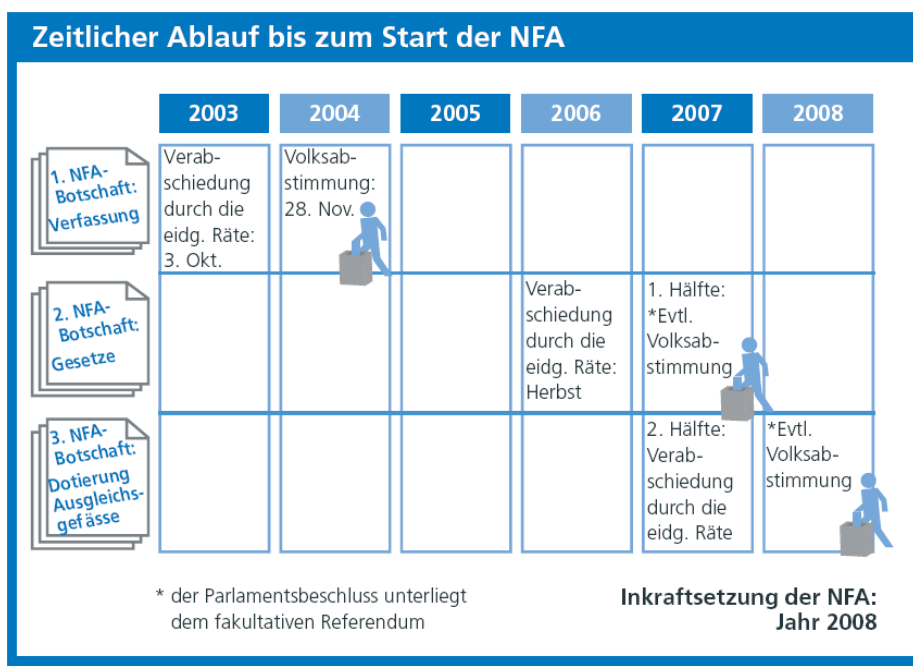 Zeitlicher Ablauf bis zum Start der NFA
2003
2004
2005
2006
2007
2008
1. NFA-
Botschaft:
Verfassung
Verab-
schiedung
durch die
eidg. Räte:
3. Okt.
Volksab-
stimmung:
28. Nov.
2. NFA-
Botschaft:
Gesetze
Verab-
schiedung
durch die
eidg. Räte:
Herbst
1. Hälfte:
*Evtl.
Volksab-
stimmung
3. NFA-
Botschaft:
Dotierung
Ausgleichs-
gefässe
2. Hälfte:
Verab-
schiedung
durch die
eidg. Räte
*Evtl.
Volksab-
stimmung
* der Parlamentsbeschluss unterliegt
dem fakultativen Referendum
Inkraftsetzung der NFA:
Jahr 2008